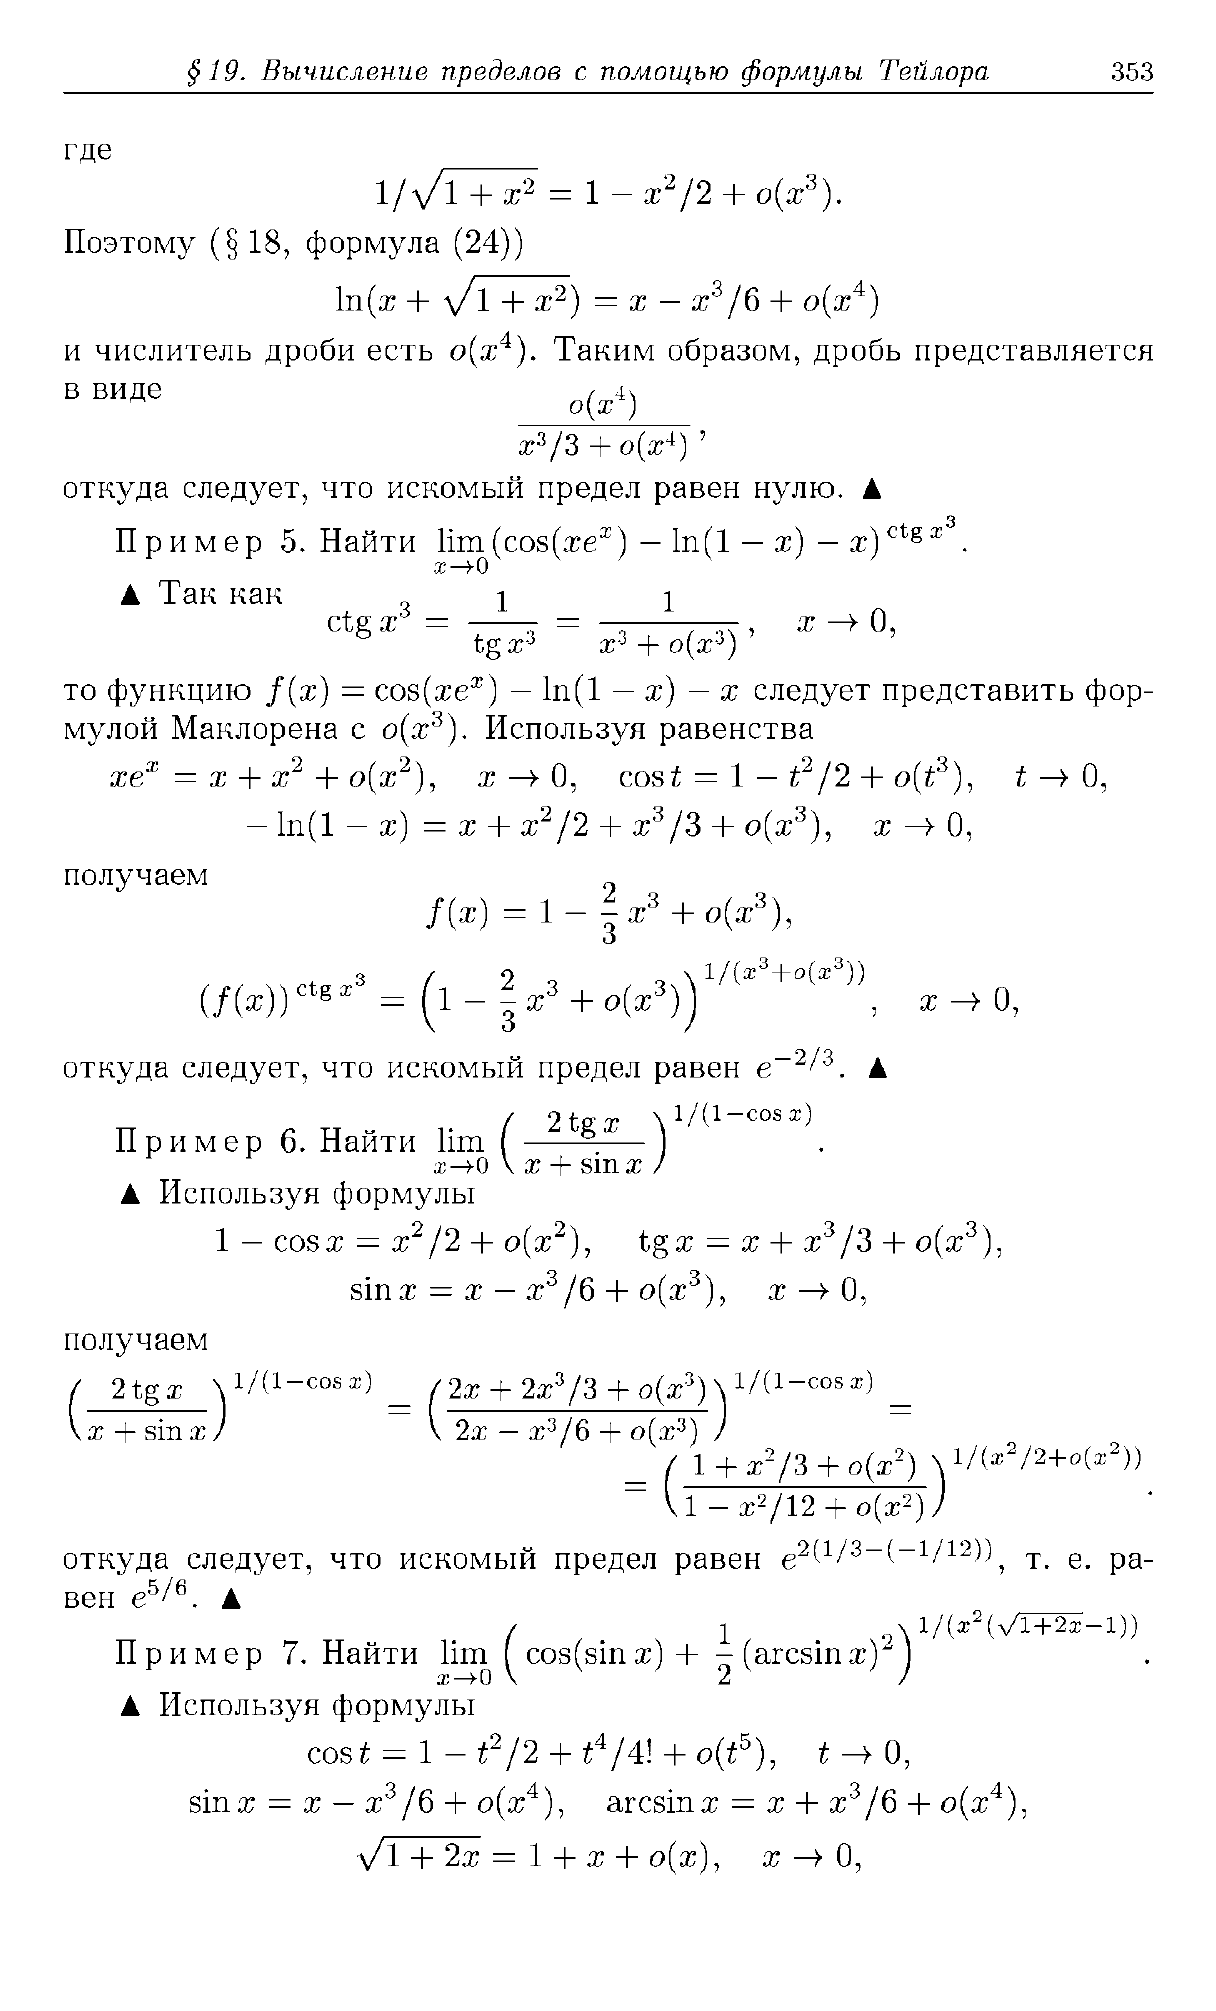 § 19. Вычисление пределов с помощью формулы Тейлора 353
где
1/√(1 + x²) = 1 − x²/2 + o(x³).
Поэтому (§ 18, формула (24))
ln(x + √(1 + x²)) = x − x³/6 + o(x⁴)
и числитель дроби есть o(x⁴). Таким образом, дробь представляется
в виде
o(x⁴)
x³/3 + o(x⁴) ,
откуда следует, что искомый предел равен нулю. ▲
Пример 5. Найти lim_{x→0} (cos(xe^x) − ln(1 − x) − x)^{ctg x³}.
▲ Так как
ctg x³ = 1/(tg x³) = 1/(x³ + o(x³)), x → 0,
то функцию f(x) = cos(xe^x) − ln(1 − x) − x следует представить фор-
мулой Маклорена с o(x³). Используя равенства
xe^x = x + x² + o(x²), x → 0, cos t = 1 − t²/2 + o(t³), t → 0,
− ln(1 − x) = x + x²/2 + x³/3 + o(x³), x → 0,
получаем
f(x) = 1 − 2/3 x³ + o(x³),
(f(x))^{ctg x³} = (1 − 2/3 x³ + o(x³))^{1/(x³+o(x³))}, x → 0,
откуда следует, что искомый предел равен e^{−2/3}. ▲
Пример 6. Найти lim_{x→0} (2 tg x / (x + sin x))^{1/(1−cos x)}.
▲ Используя формулы
1 − cos x = x²/2 + o(x²), tg x = x + x³/3 + o(x³),
sin x = x − x³/6 + o(x³), x → 0,
получаем
(2 tg x / (x + sin x))^{1/(1−cos x)} = ((2x + 2x³/3 + o(x³)) / (2x − x³/6 + o(x³)))^{1/(1−cos x)} =
= ((1 + x²/3 + o(x²)) / (1 − x²/12 + o(x²)))^{1/(x²/2+o(x²))}.
откуда следует, что искомый предел равен e^{2(1/3−(−1/12))}, т. е. ра-
вен e^{5/6}. ▲
Пример 7. Найти lim_{x→0} (cos(sin x) + 1/2 (arcsin x)²)^{1/(x²(√(1+2x)−1))}.
▲ Используя формулы
cos t = 1 − t²/2 + t⁴/4! + o(t⁵), t → 0,
sin x = x − x³/6 + o(x⁴), arcsin x = x + x³/6 + o(x⁴),
√(1 + 2x) = 1 + x + o(x), x → 0,